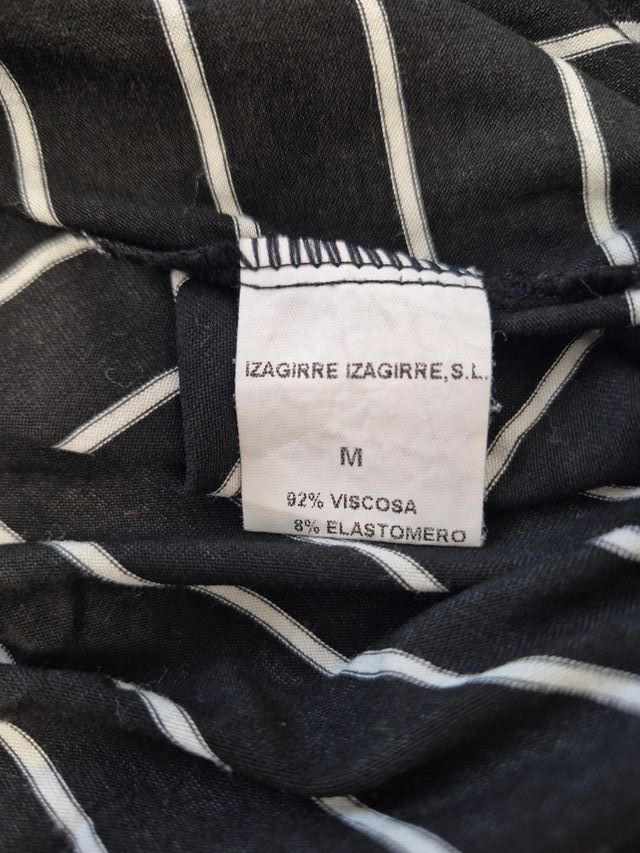 IZAGIRRE IZAGIRRE, S.L.
M
92% VISCOSA
8% ELASTOMERO